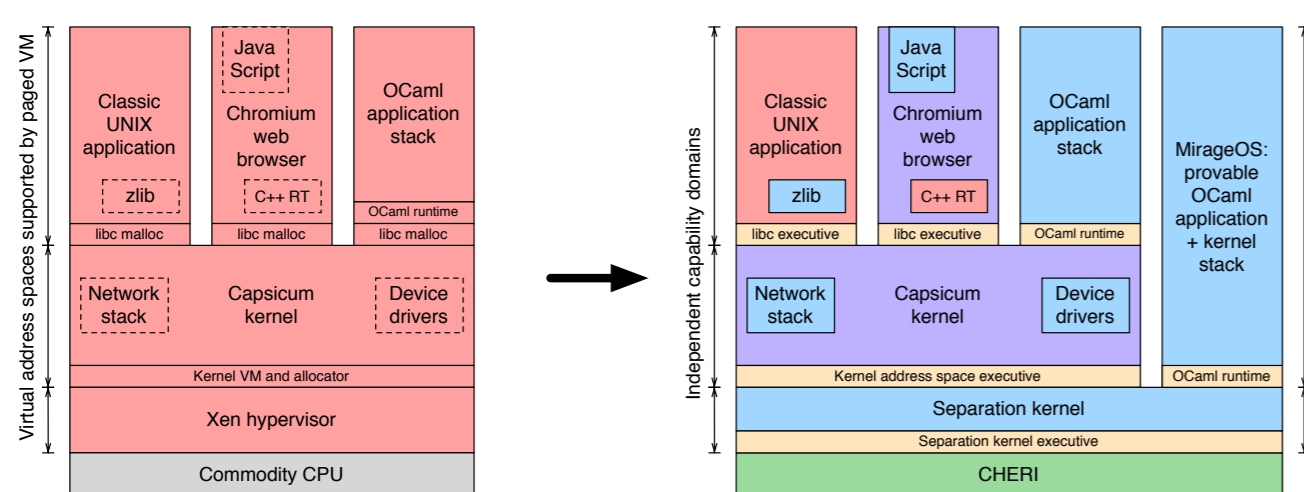 Virtual address spaces supported by paged VM
Classic
UNIX
application
zlib
libc malloc
Java
Script
Chromium
web
browser
C++ RT
libc malloc
OCaml
application
stack
OCaml runtime
libc malloc
Network
stack
Capsicum
kernel
Device
drivers
Kernel VM and allocator
Xen hypervisor
Commodity CPU
Independent capability domains
Classic
UNIX
application
zlib
libc executive
Java
Script
Chromium
web
browser
C++ RT
libc executive
OCaml
application
stack
OCaml runtime
MirageOS:
provable
OCaml
application
+ kernel
stack
OCaml runtime
Network
stack
Capsicum
kernel
Device
drivers
Kernel address space executive
Separation kernel
Separation kernel executive
CHERI